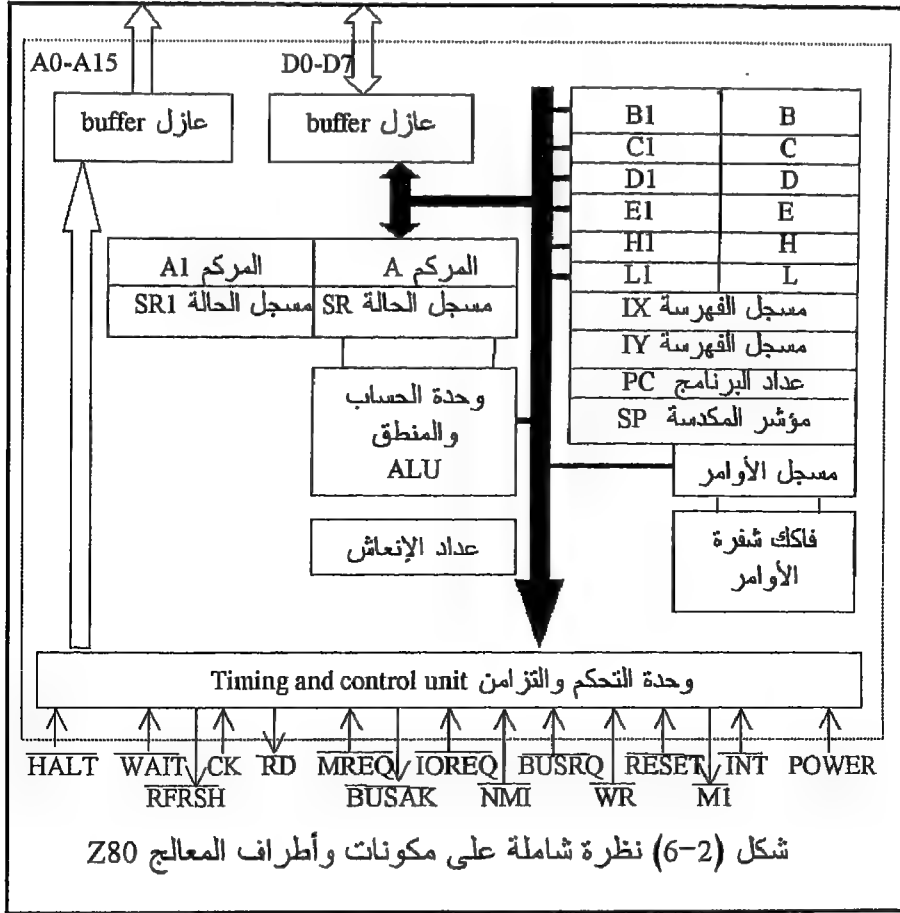 A0-A15
D0-D7
عازل buffer
عازل buffer
B1 B
C1 C
D1 D
E1 E
H1 H
L1 L
مسجل الفهرسة IX
مسجل الفهرسة IY
عداد البرنامج PC
مؤشر المكدسة SP
مسجل الأوامر
فاكك شفرة
الأوامر
المركم A1 المركم A
مسجل الحالة SR1 مسجل الحالة SR
وحدة الحساب
والمنطق
ALU
عداد الإنعاش
وحدة التحكم والتزامن Timing and control unit
HALT WAIT CK RD MREQ IOREQ BUSRQ RESET INT POWER
RFRSH BUSAK NMI WR M1
شكل (2-6) نظرة شاملة على مكونات وأطراف المعالج Z80